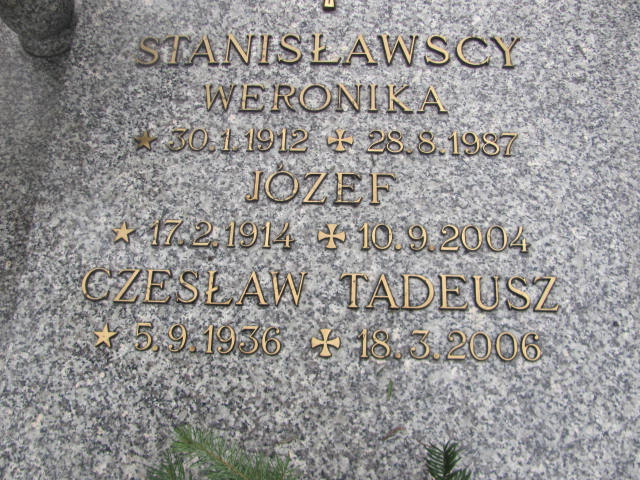 STANISŁAWSCY
WERONIKA
★ 30.1.1912 ✠ 28.8.1987
JÓZEF
★ 17.2.1914 ✠ 10.9.2004
CZESŁAW TADEUSZ
★ 5.9.1936 ✠ 18.3.2006